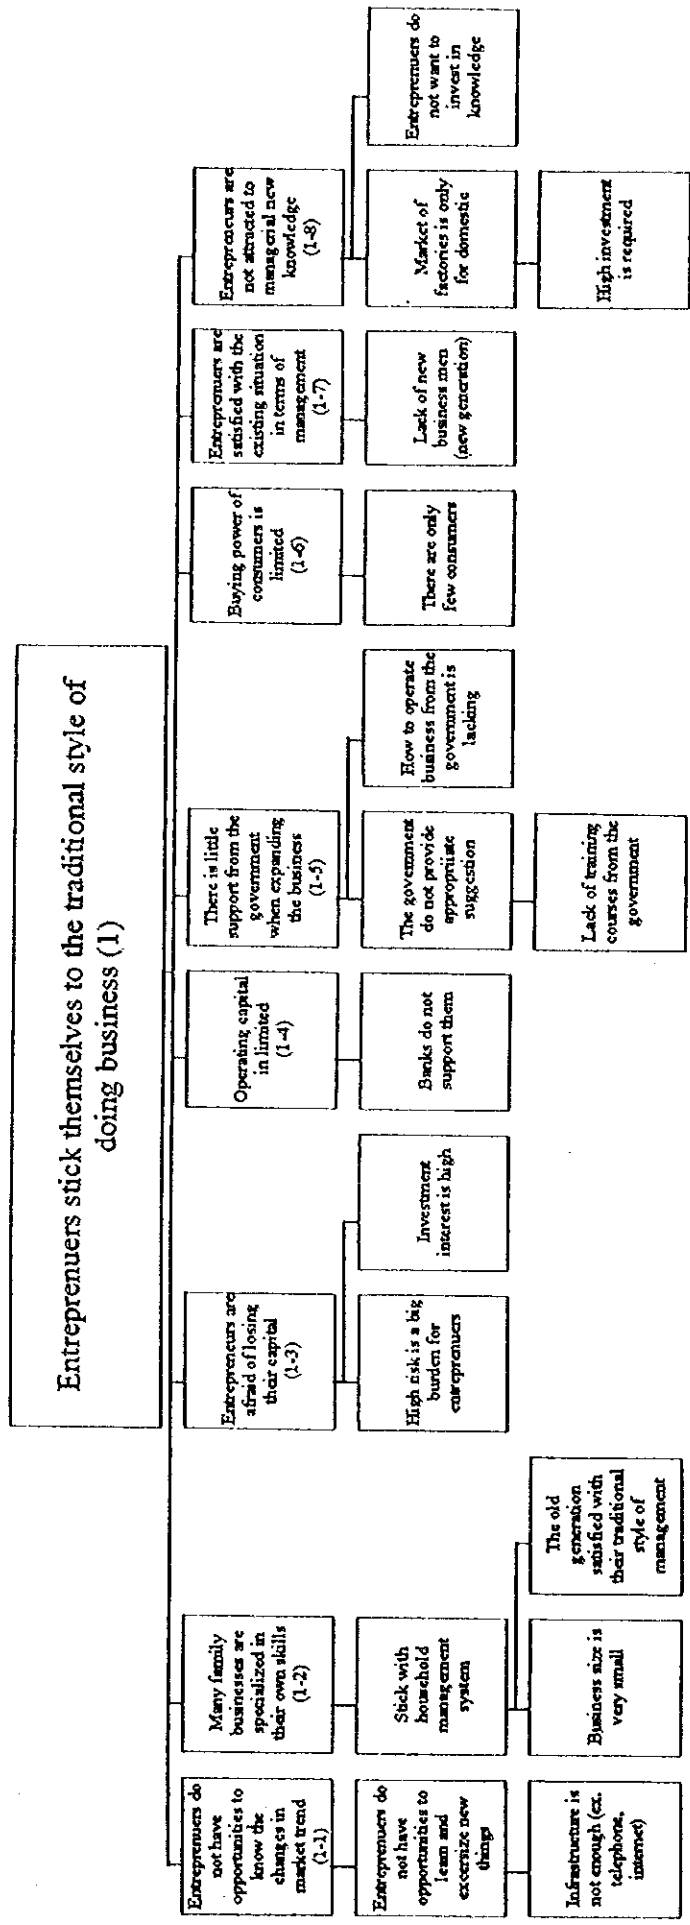 Entreprenuers stick themselves to the traditional style of
doing business (1)
Entreprenuers do
not have
opportunities to
know the
changes in
market trend
(1-1)
Many family
businesses are
specialized in
their own skills
(1-2)
Entrepreneurs are
afraid of losing
their capital
(1-3)
Operating capital
in limited
(1-4)
There is little
support from the
government
when expanding
the business
(1-5)
Buying power of
consumers is
limited
(1-6)
Entreprenuers are
satisfied with the
existing situation
in terms of
management
(1-7)
Entrepreneurs are
not attracted to
managerial new
knowledge
(1-8)
Entreprenuers do
not have
opportunities to
learn and
excersize new
things
Stick with
household
management
system
High risk is a big
burden for
entreprenuers
Investment
interest is high
Banks do not
support them
The government
do not provide
appropriate
suggestion
How to operate
business from the
government is
lacking
There are only
few consumers
Lack of new
business men
(new generation)
Market of
factories is only
for domestic
Entreprenuers do
not want to
invest in
knowledge
Infrastructure is
not enough (ex.
telephone,
internet)
Business size is
very small
The old
generation
satisfied with
their traditional
style of
management
Lack of training
courses from the
government
High investment
is required